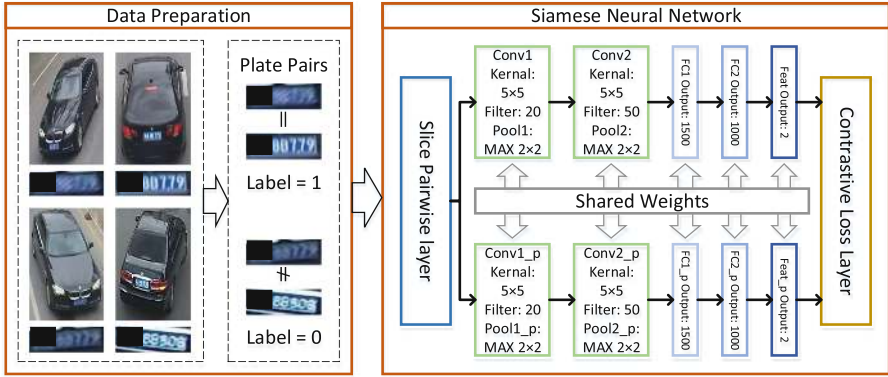 Data Preparation
Plate Pairs
=
00779
00779
Label = 1
≠
88308
Label = 0
Siamese Neural Network
Slice Pairwise layer
Conv1
Kernal:
5×5
Filter: 20
Pool1:
MAX 2×2
Conv2
Kernal:
5×5
Filter: 50
Pool2:
MAX 2×2
FC1 Output: 1500
FC2 Output: 1000
Feat Output: 2
Shared Weights
Conv1_p
Kernal:
5×5
Filter: 20
Pool1_p:
MAX 2×2
Conv2_p
Kernal:
5×5
Filter: 50
Pool2_p:
MAX 2×2
FC1_p Output: 1500
FC2_p Output: 1000
Feat_p Output: 2
Contrastive Loss Layer